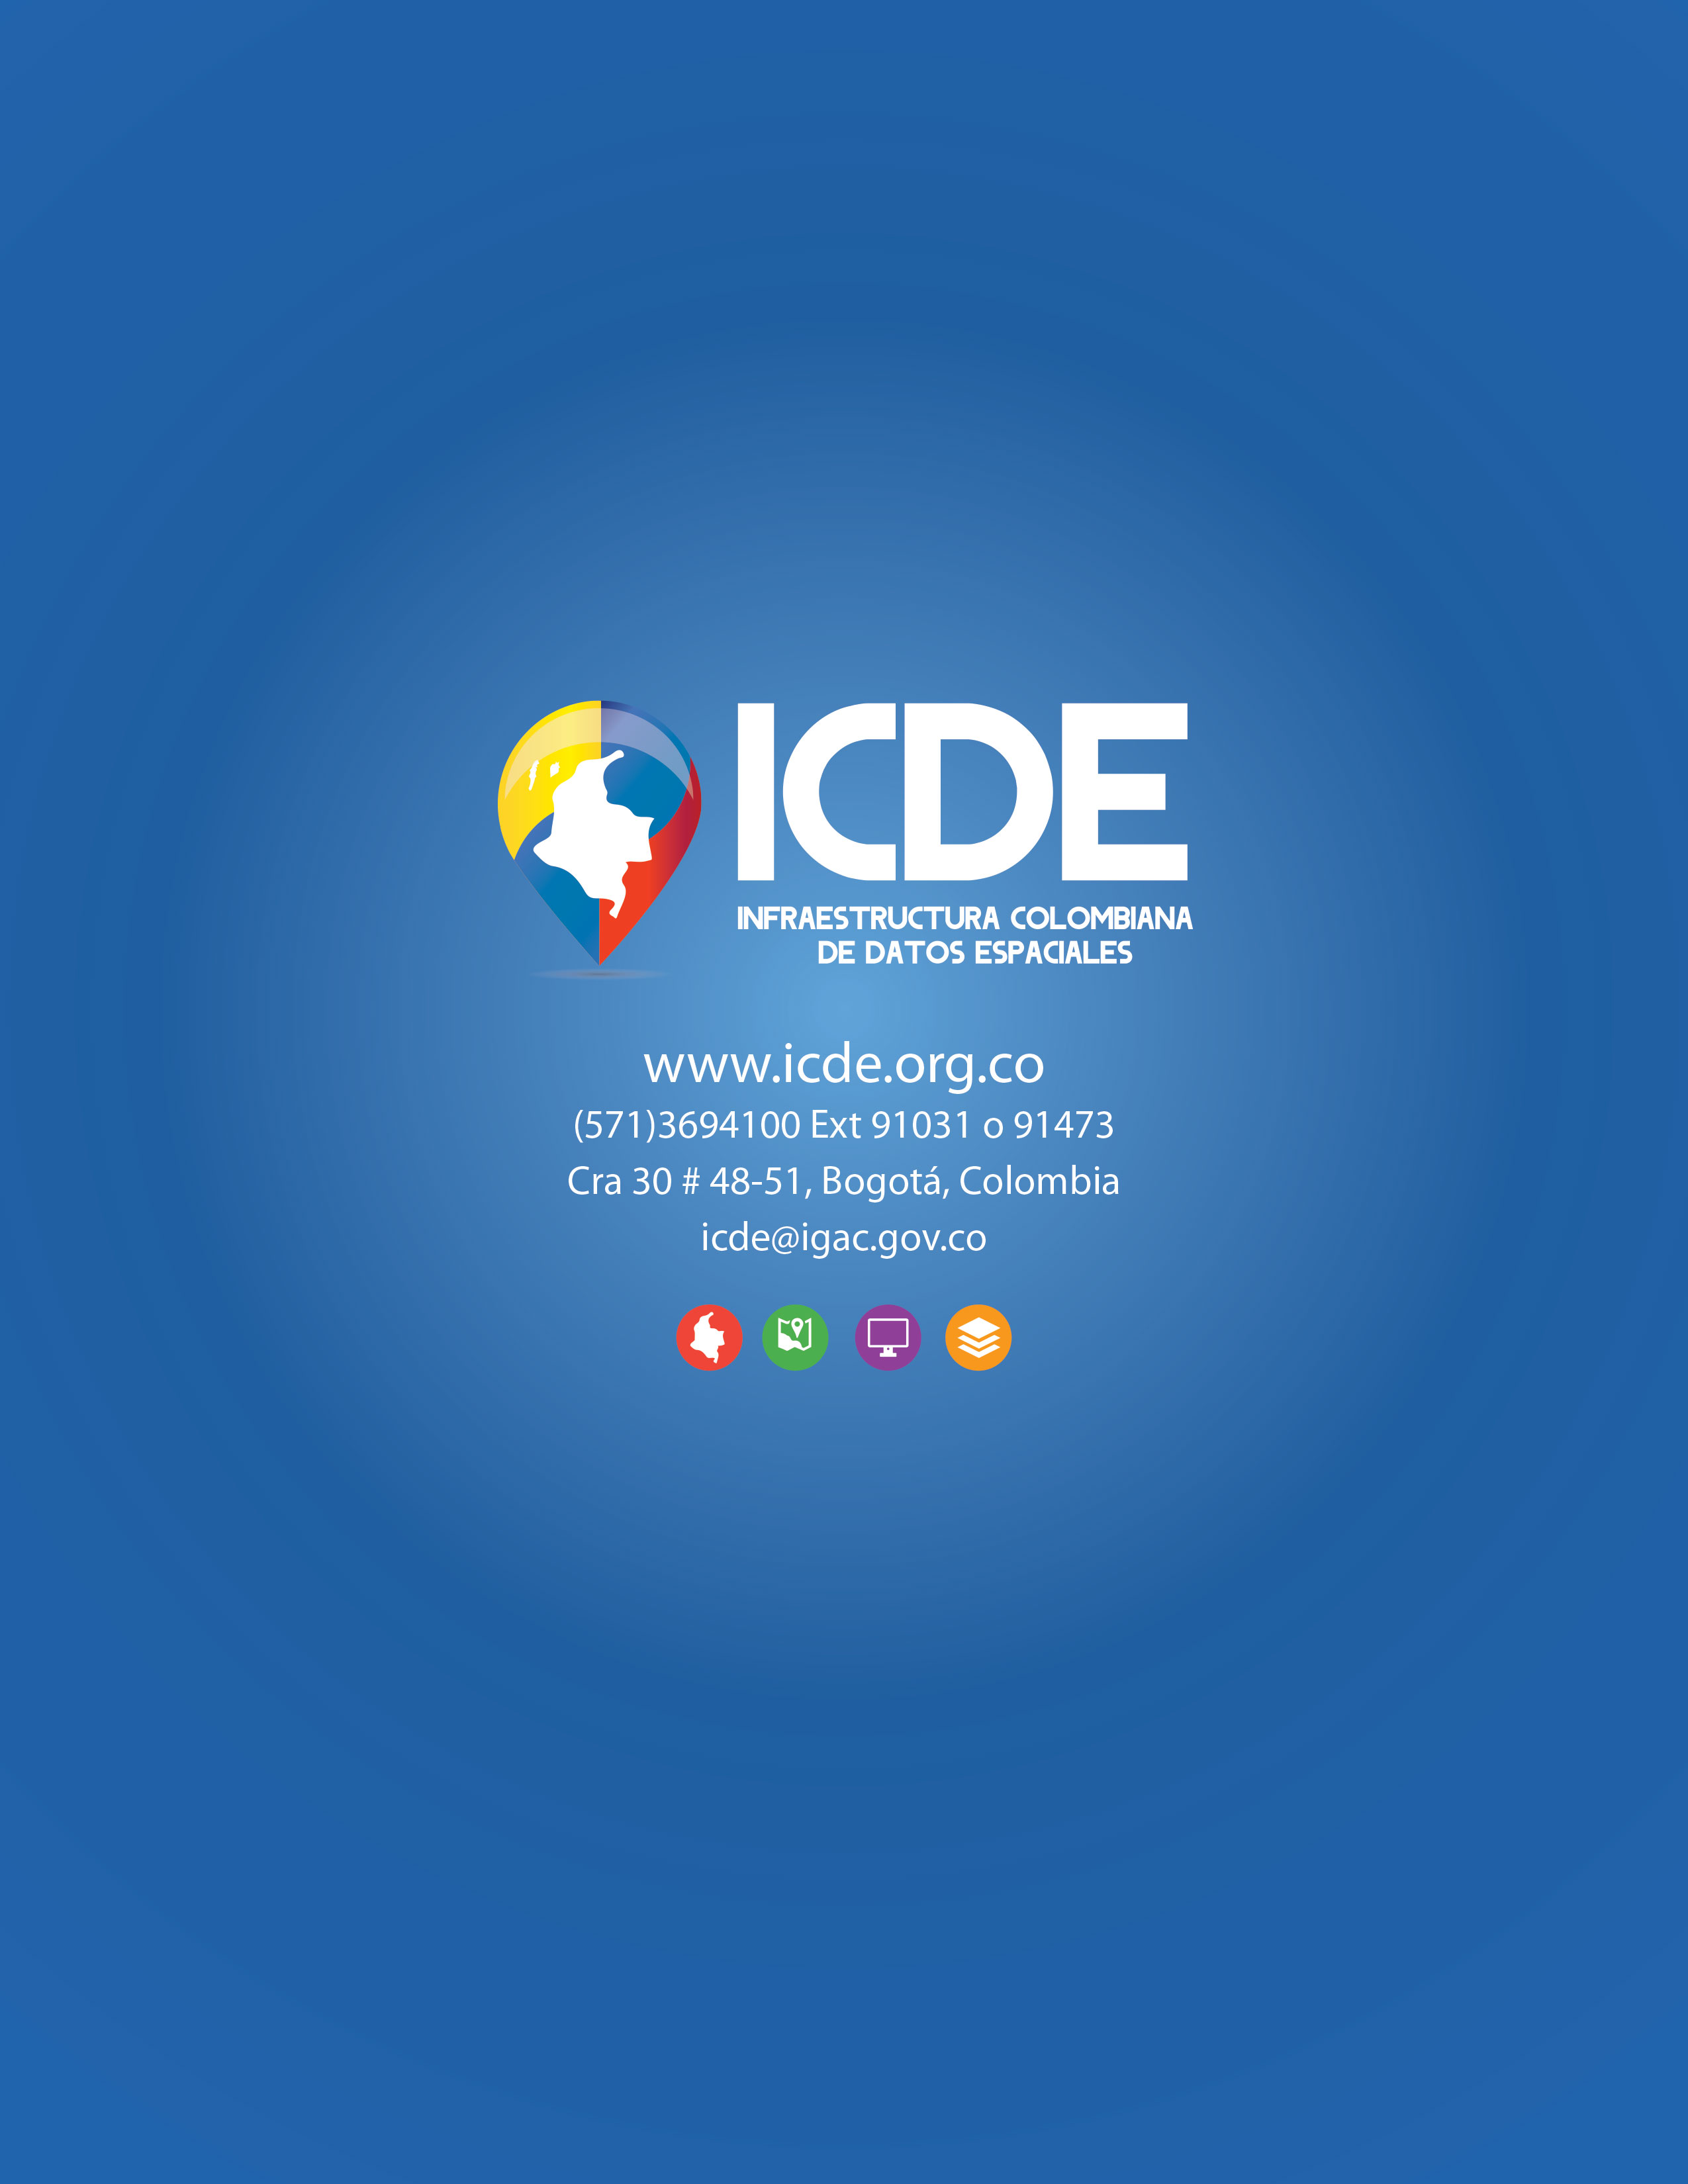 ICDE
INFRAESTRUCTURA COLOMBIANA
DE DATOS ESPACIALES
www.icde.org.co
(571)3694100 Ext 91031 o 91473
Cra 30 # 48-51, Bogotá, Colombia
icde@igac.gov.co